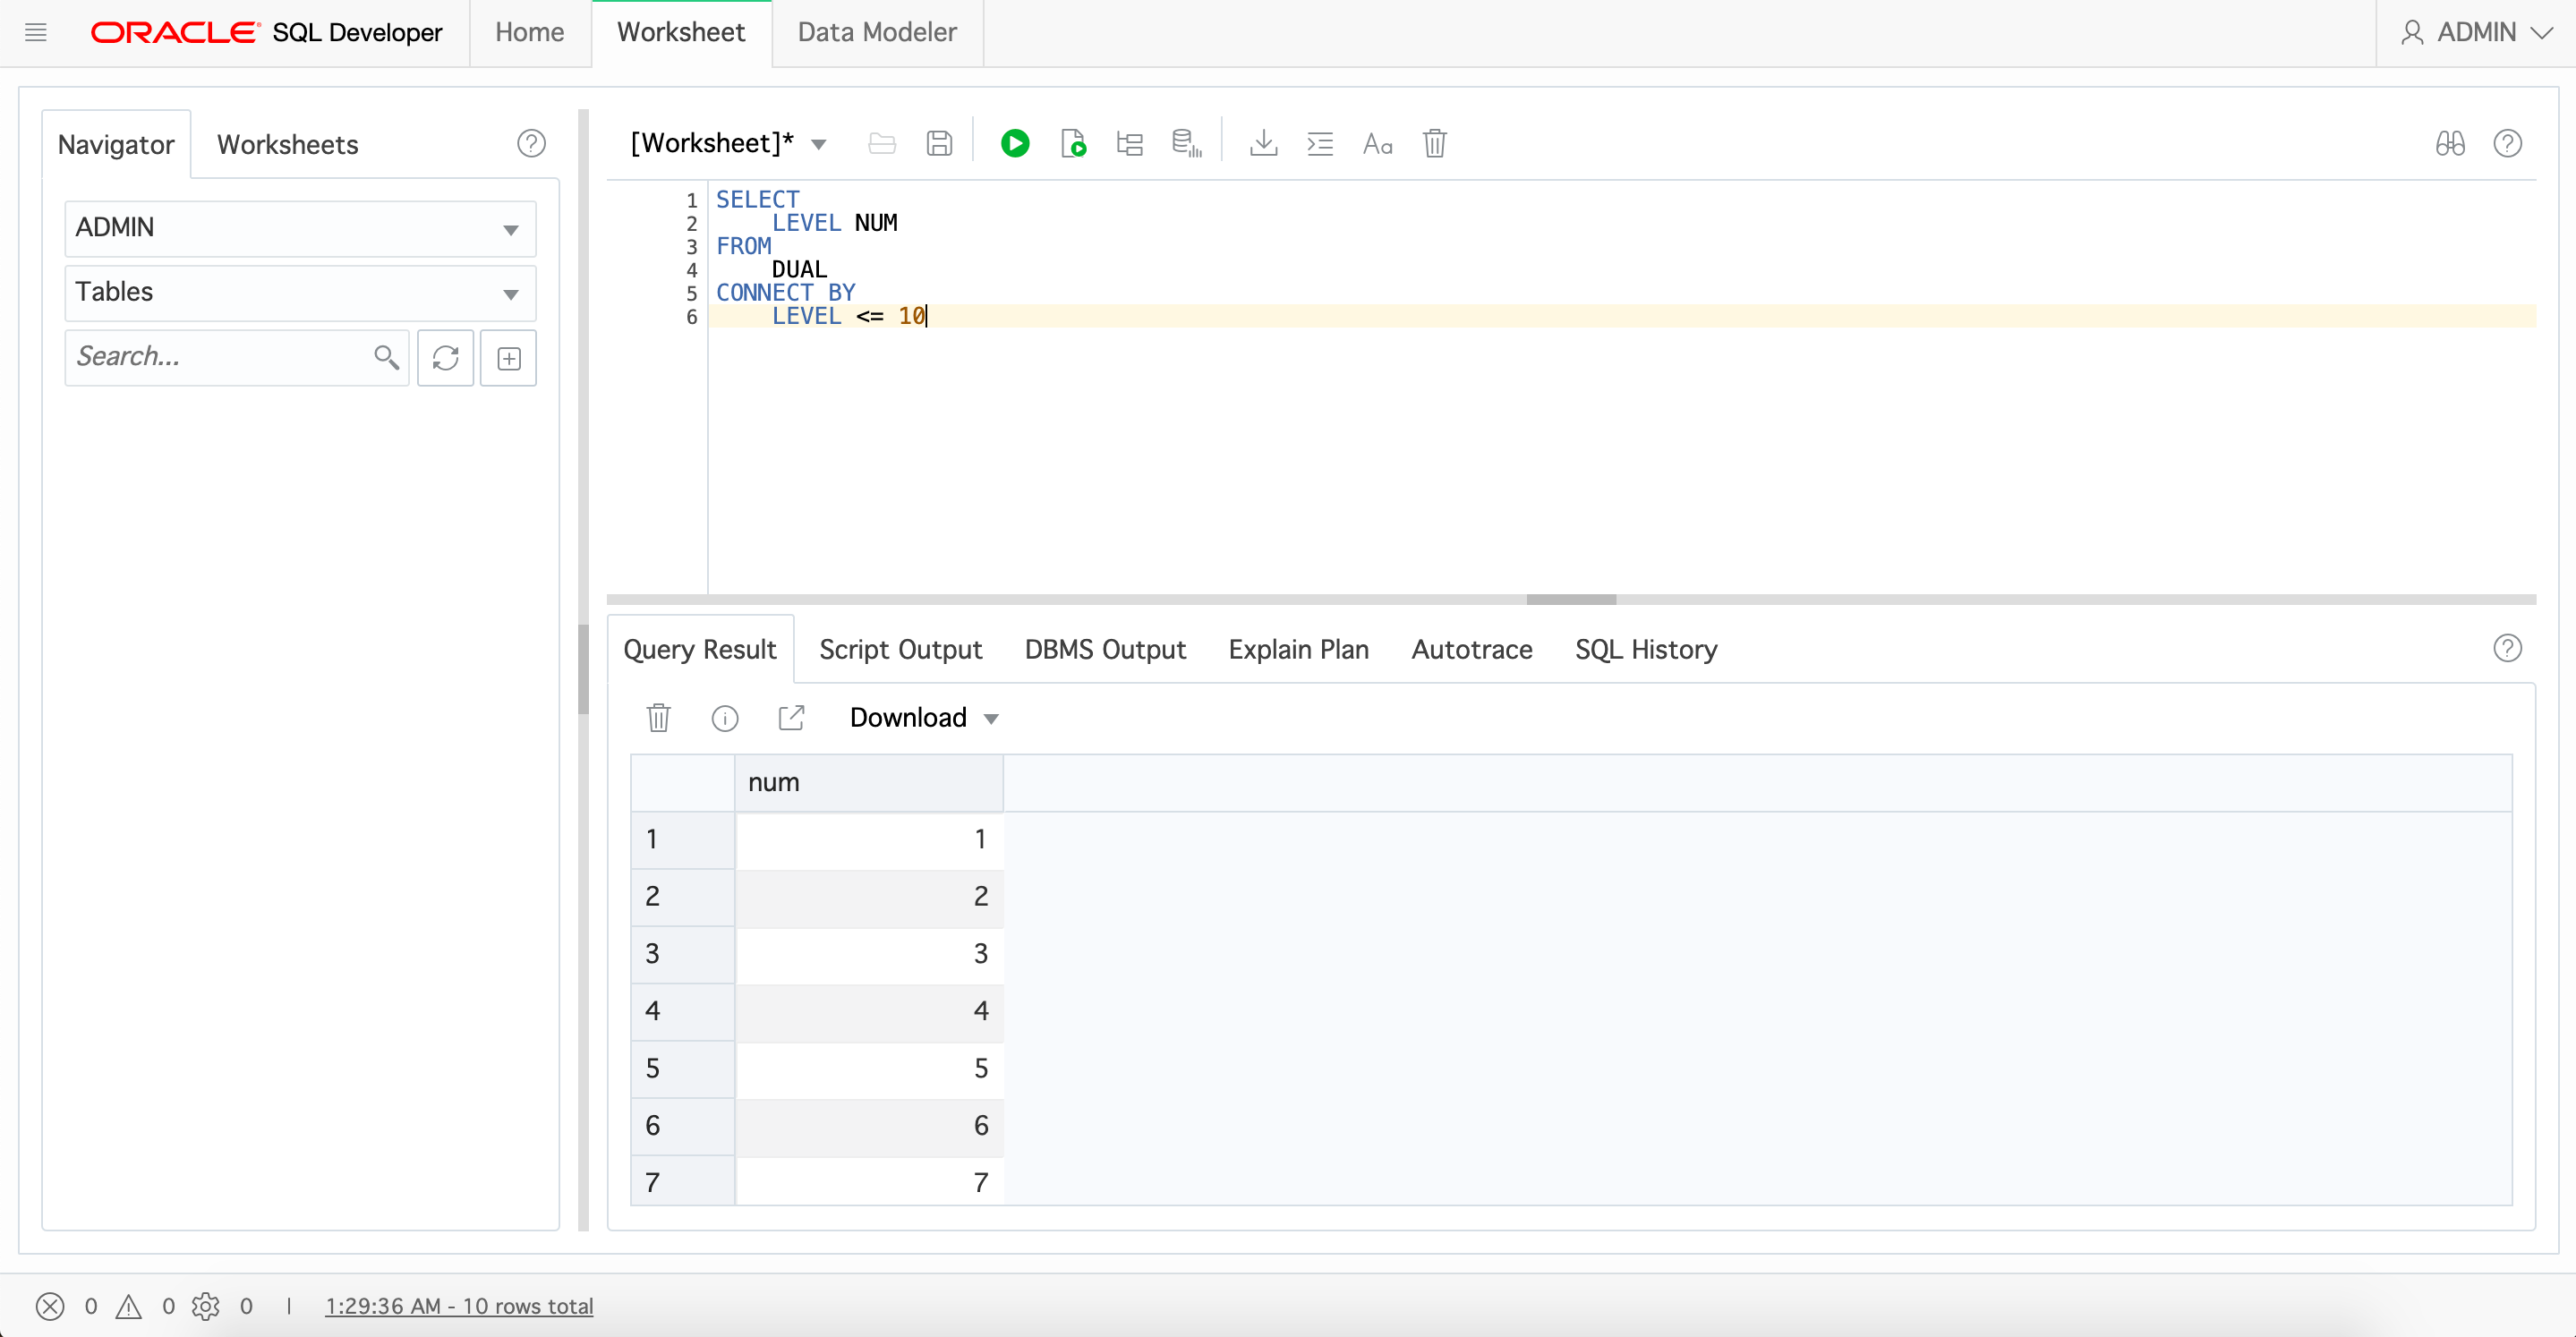 ORACLE SQL Developer
Home
Worksheet
Data Modeler
ADMIN
Navigator
Worksheets
ADMIN
Tables
Search...
[Worksheet]*
Aa
1 SELECT
2 LEVEL NUM
3 FROM
4 DUAL
5 CONNECT BY
6 LEVEL <= 10
Query Result
Script Output
DBMS Output
Explain Plan
Autotrace
SQL History
Download
num
1 1
2 2
3 3
4 4
5 5
6 6
7 7
0 0 0 | 1:29:36 AM - 10 rows total